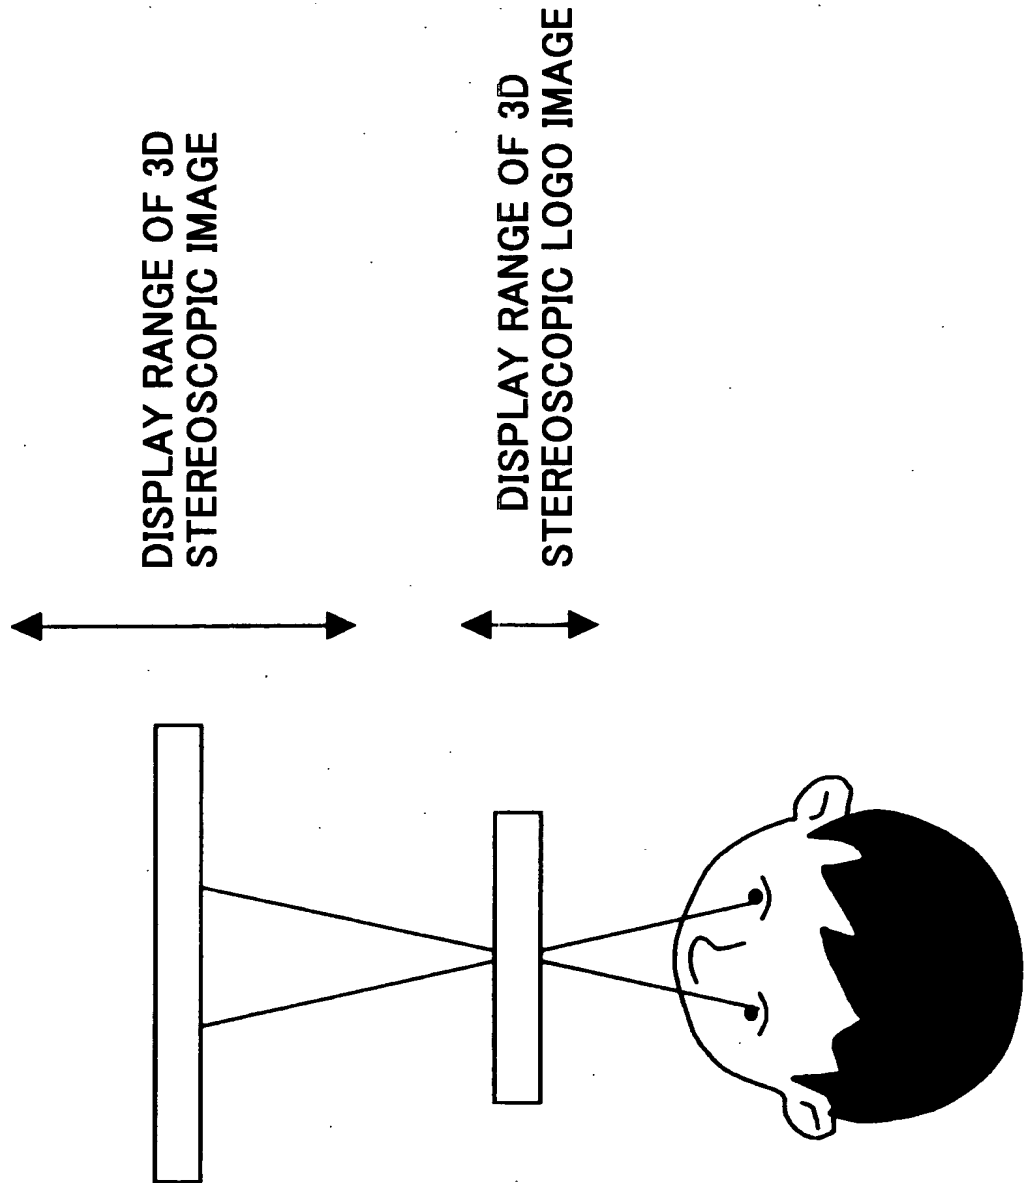 DISPLAY RANGE OF 3D
STEREOSCOPIC IMAGE
DISPLAY RANGE OF 3D
STEREOSCOPIC LOGO IMAGE